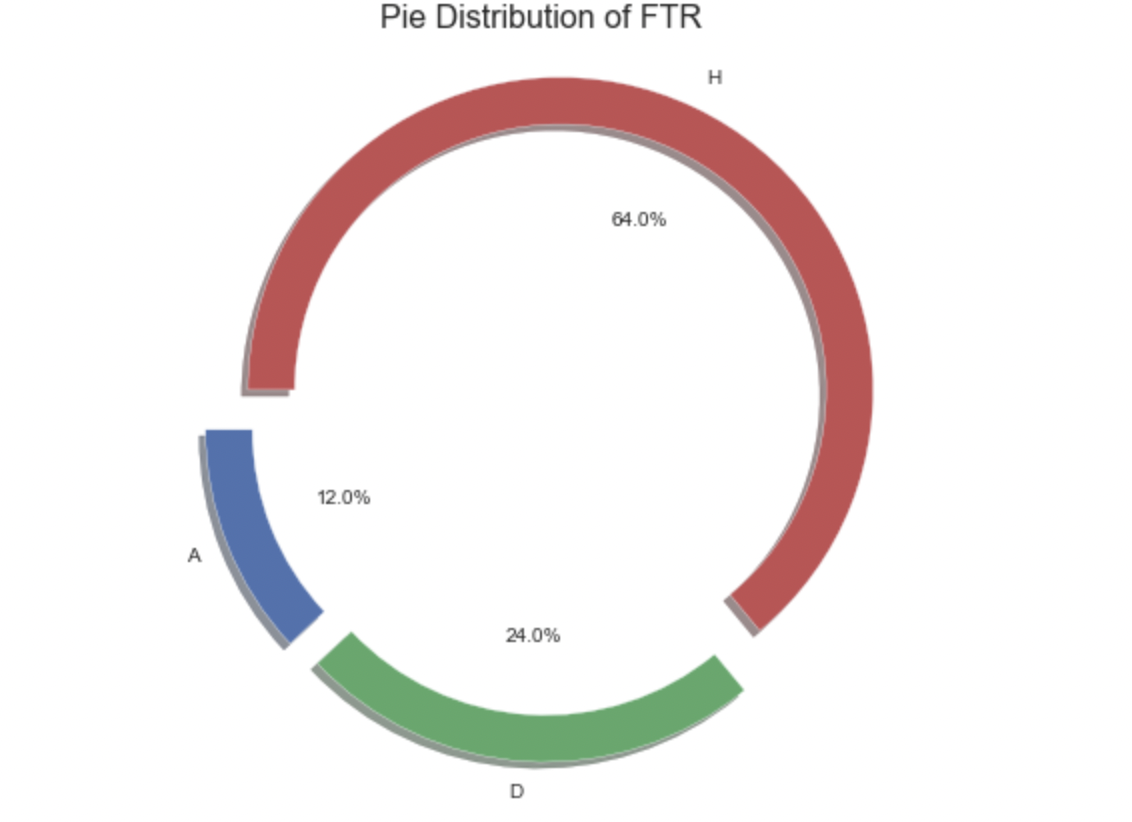 Pie Distribution of FTR
H
64.0%
12.0%
A
24.0%
D